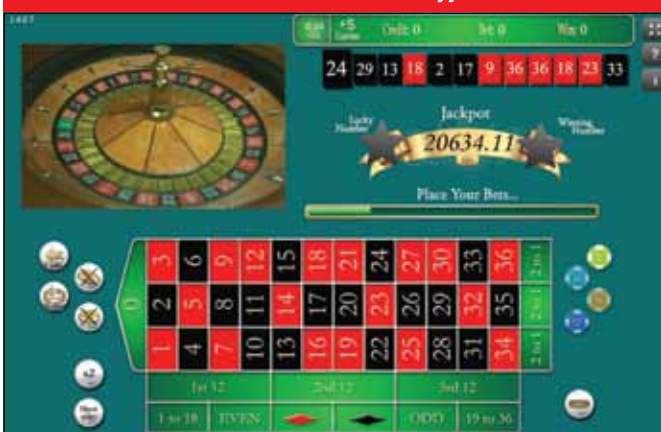 1407
+5
Credit: 0
Bet: 0
Win: 0
24 29 13 18 2 17 9 36 36 18 23 33
?
i
Lucky Number
Jackpot
Winning Number
20634.11
Place Your Bets...
0
3 6 9 12 15 18 21 24 27 30 33 36 2 to 1
2 5 8 11 14 17 20 23 26 29 32 35 2 to 1
1 4 7 10 13 16 19 22 25 28 31 34 2 to 1
1st 12 2nd 12 3rd 12
1 to 18 EVEN ODD 19 to 36
x2